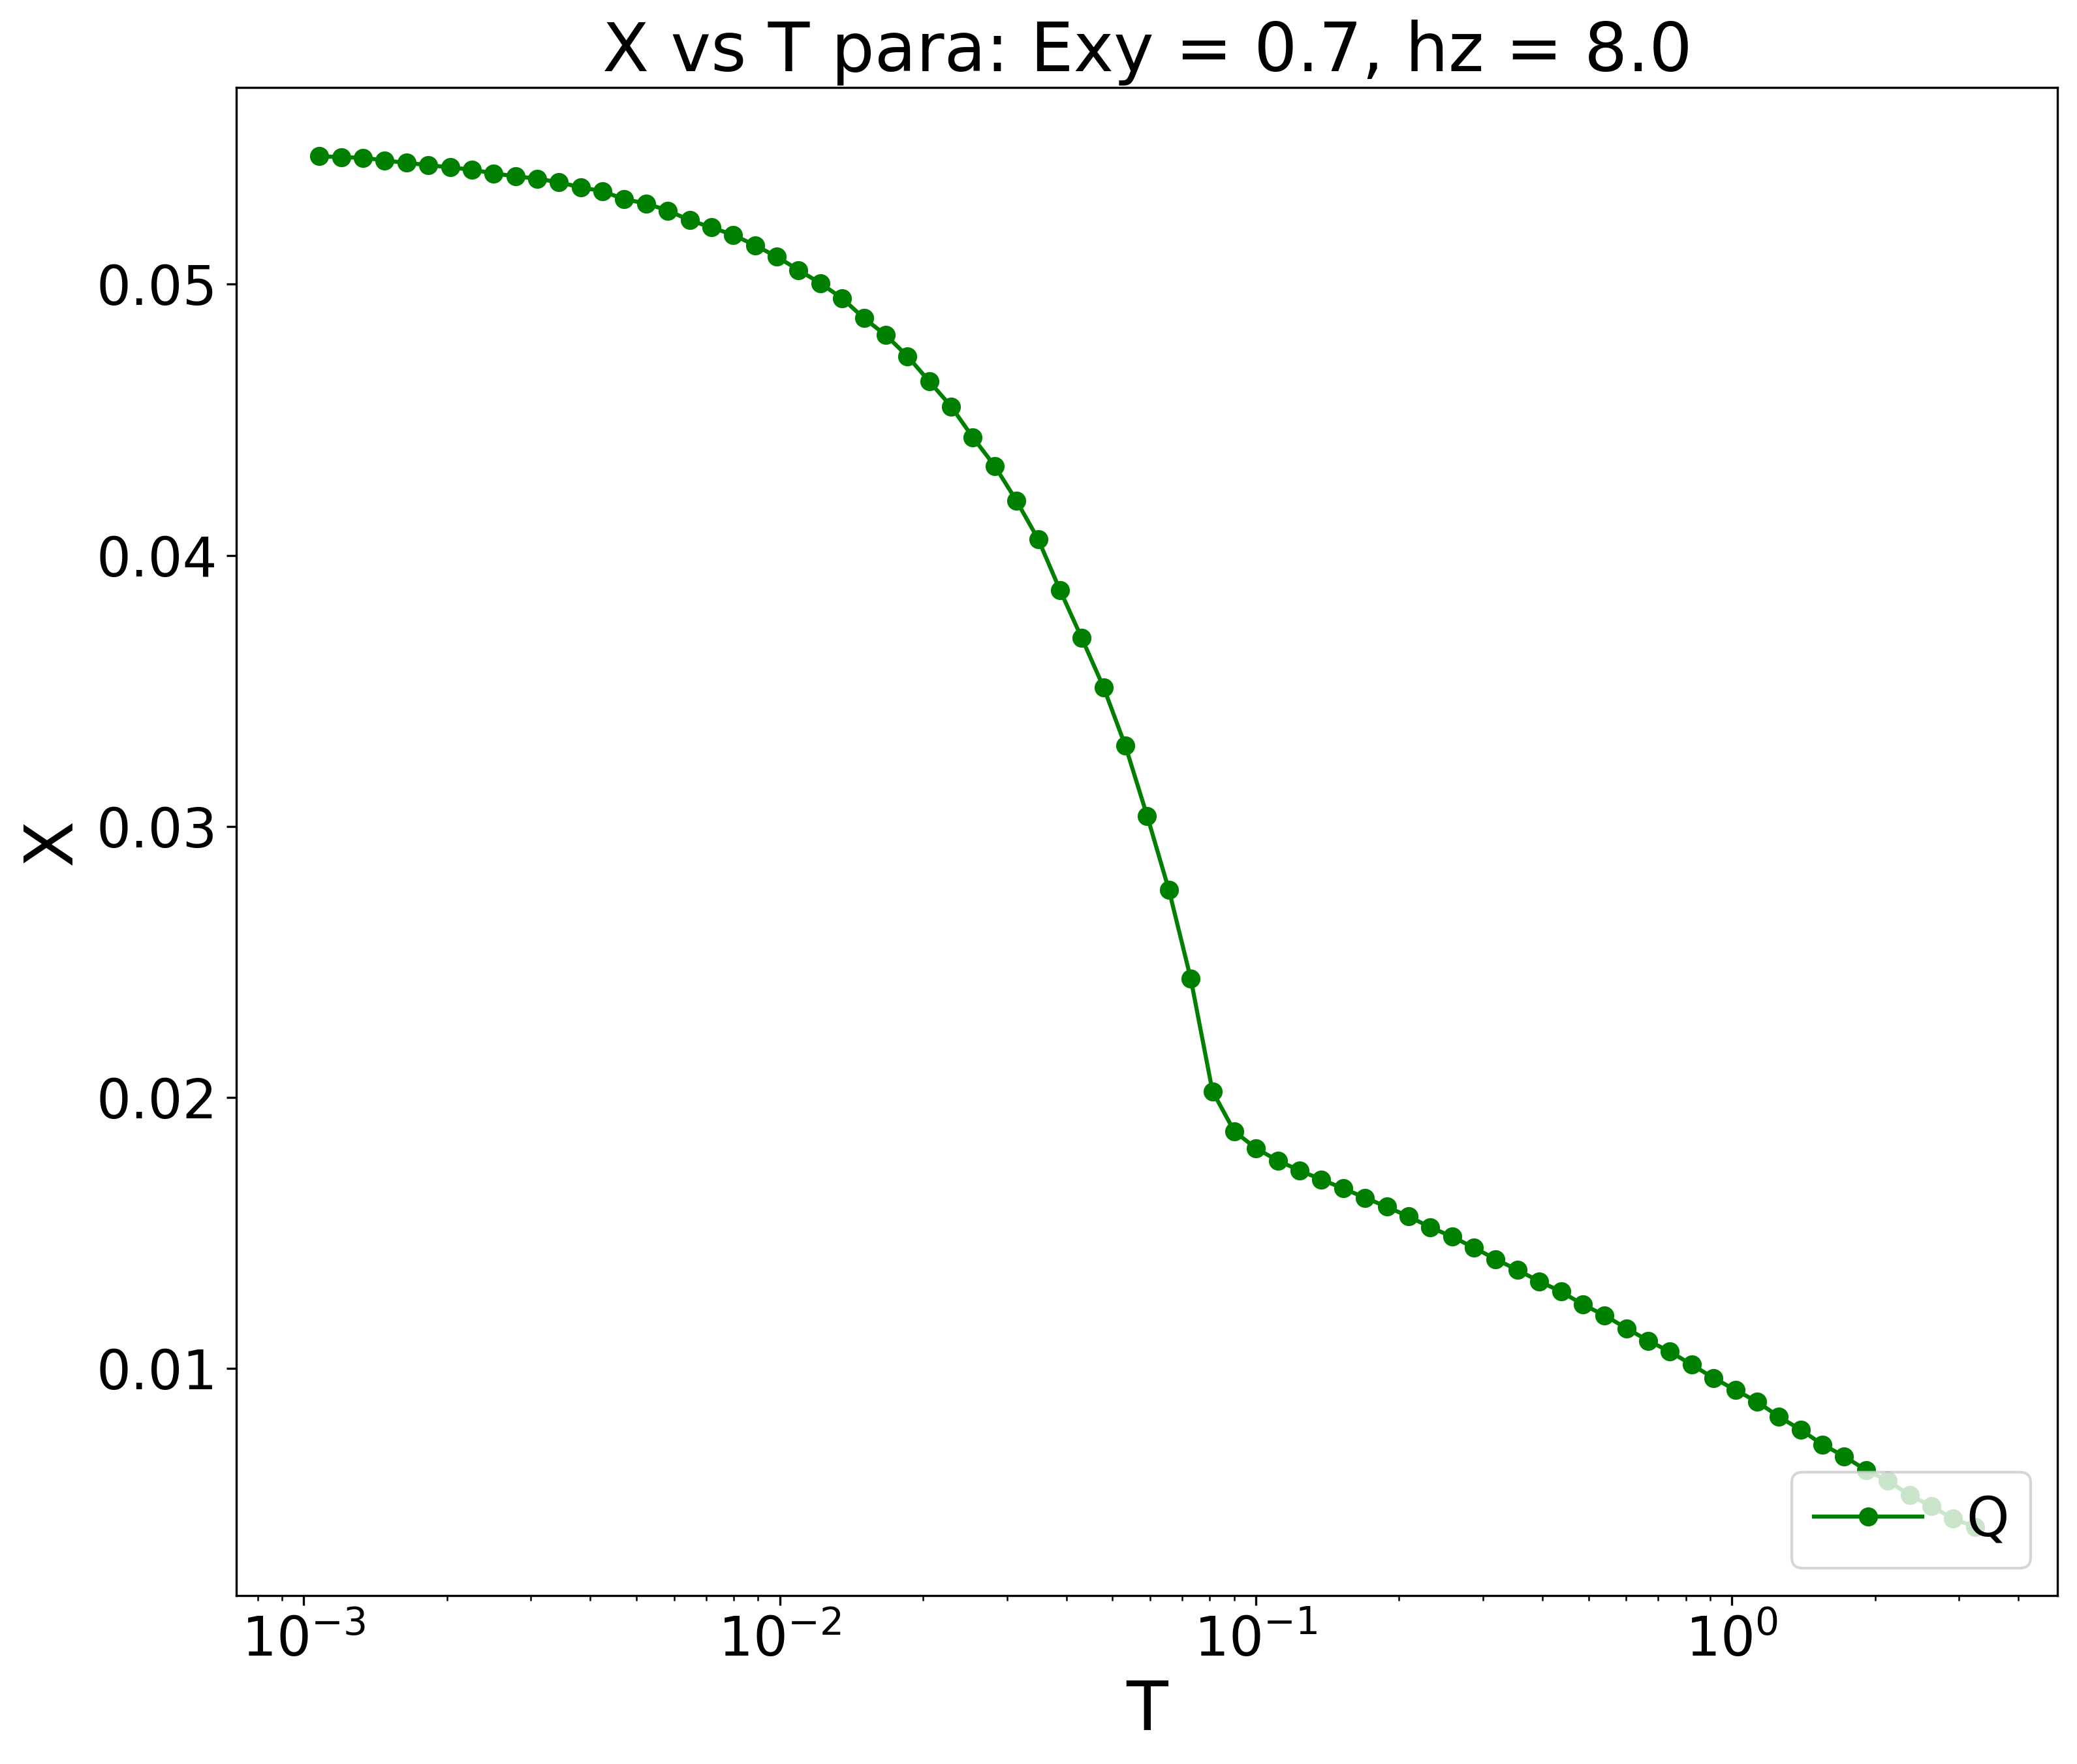 X vs T para: Exy = 0.7, hz = 8.0
X
0.05
0.04
0.03
0.02
0.01
10⁻³ 10⁻² 10⁻¹ 10⁰
T
Q